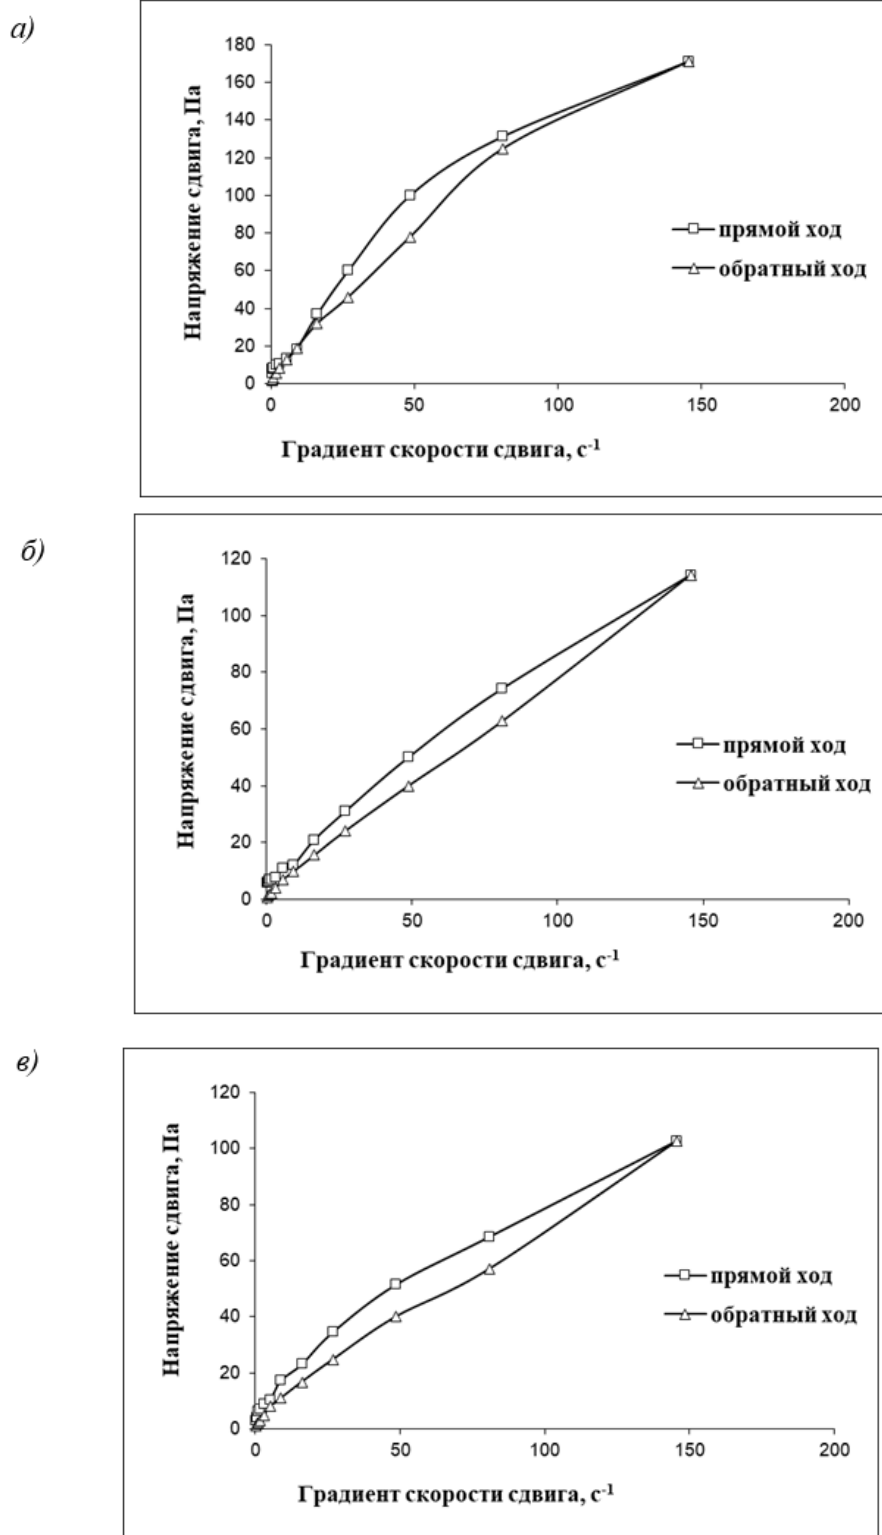 а)
180
160
140
120
100
80
60
40
20
0
Напряжение сдвига, Па
прямой ход
обратный ход
0 50 100 150 200
Градиент скорости сдвига, с-1
б)
120
100
80
60
40
20
0
Напряжение сдвига, Па
прямой ход
обратный ход
0 50 100 150 200
Градиент скорости сдвига, с-1
в)
120
100
80
60
40
20
0
Напряжение сдвига, Па
прямой ход
обратный ход
0 50 100 150 200
Градиент скорости сдвига, с-1